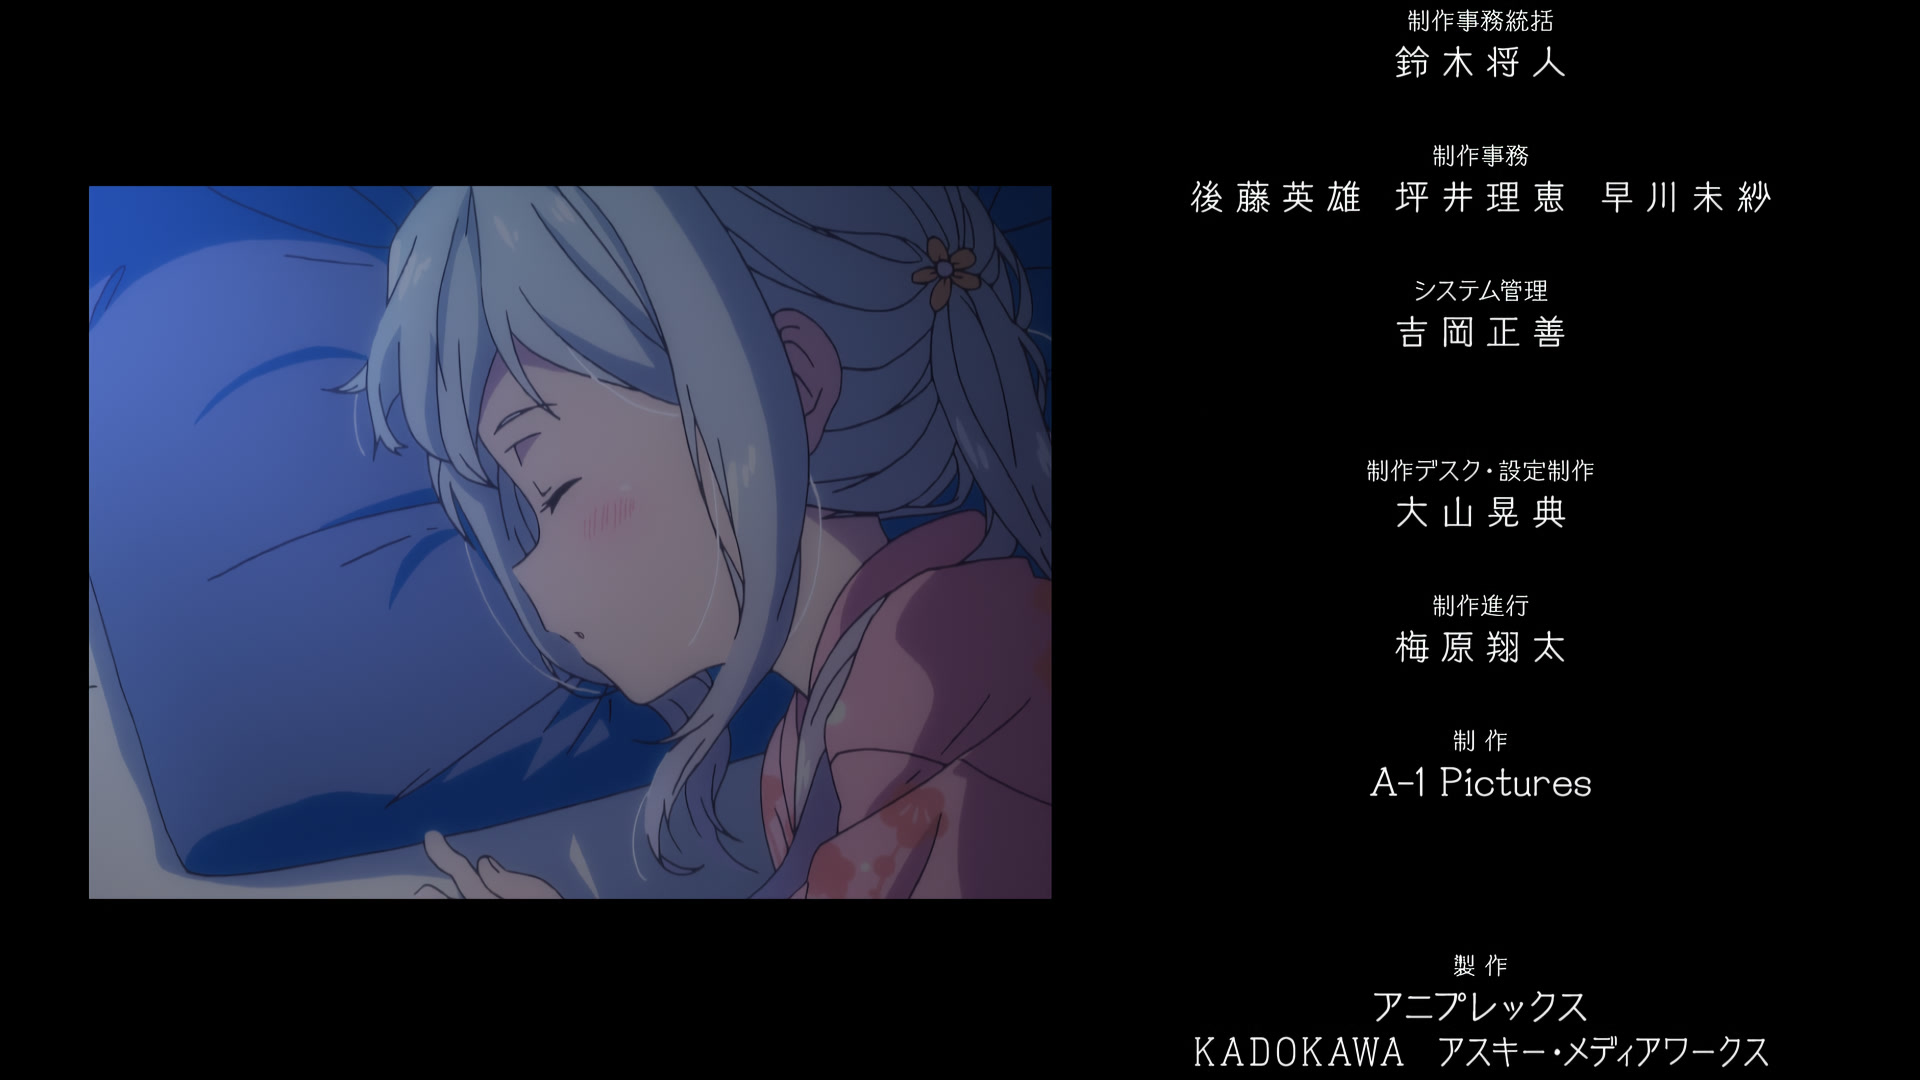 制作事務統括
鈴木将人
制作事務
後藤英雄 坪井理恵 早川未紗
システム管理
吉岡正善
制作デスク・設定制作
大山晃典
制作進行
梅原翔太
制作
A-1 Pictures
製作
アニプレックス
KADOKAWA アスキー・メディアワークス